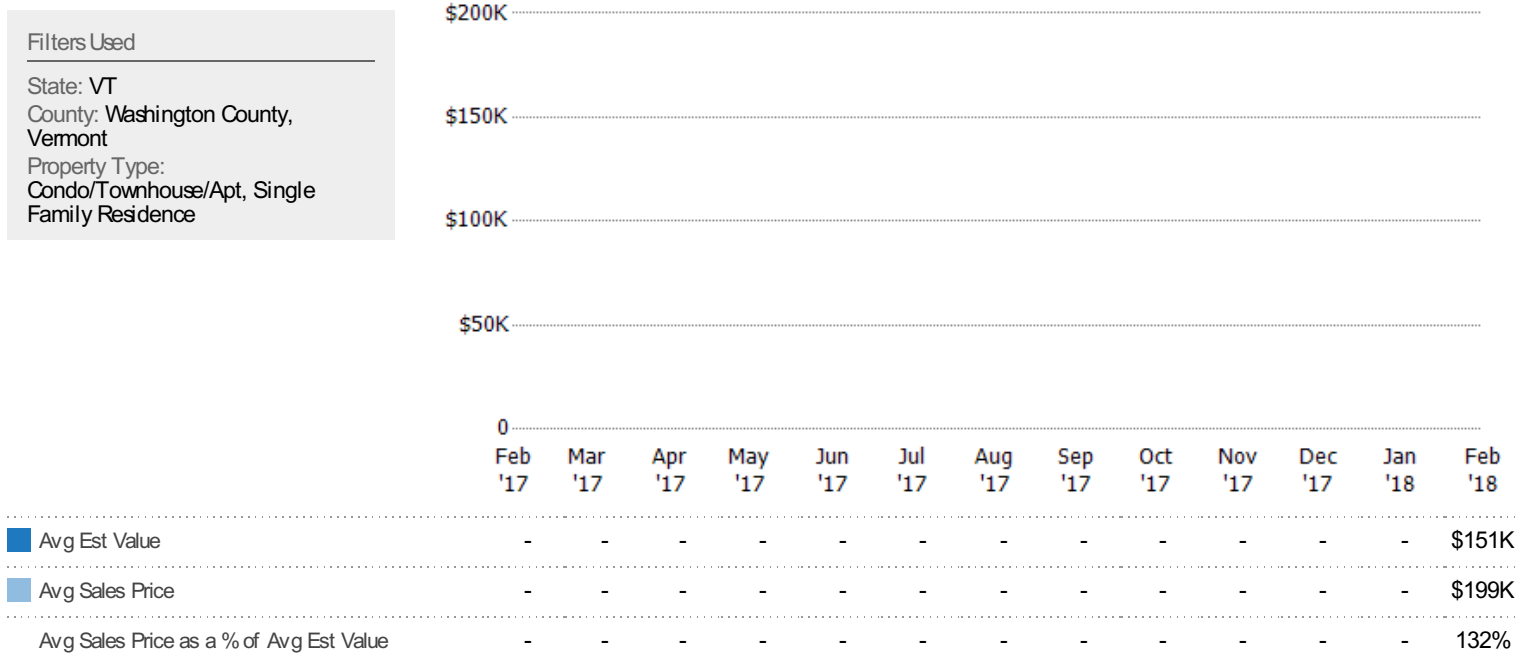 Filters Used
State: VT
County: Washington County,
Vermont
Property Type:
Condo/Townhouse/Apt, Single
Family Residence
$200K
$150K
$100K
$50K
0
Feb Mar Apr May Jun Jul Aug Sep Oct Nov Dec Jan Feb
'17 '17 '17 '17 '17 '17 '17 '17 '17 '17 '17 '18 '18
Avg Est Value - - - - - - - - - - - - $151K
Avg Sales Price - - - - - - - - - - - - $199K
Avg Sales Price as a % of Avg Est Value - - - - - - - - - - - - 132%